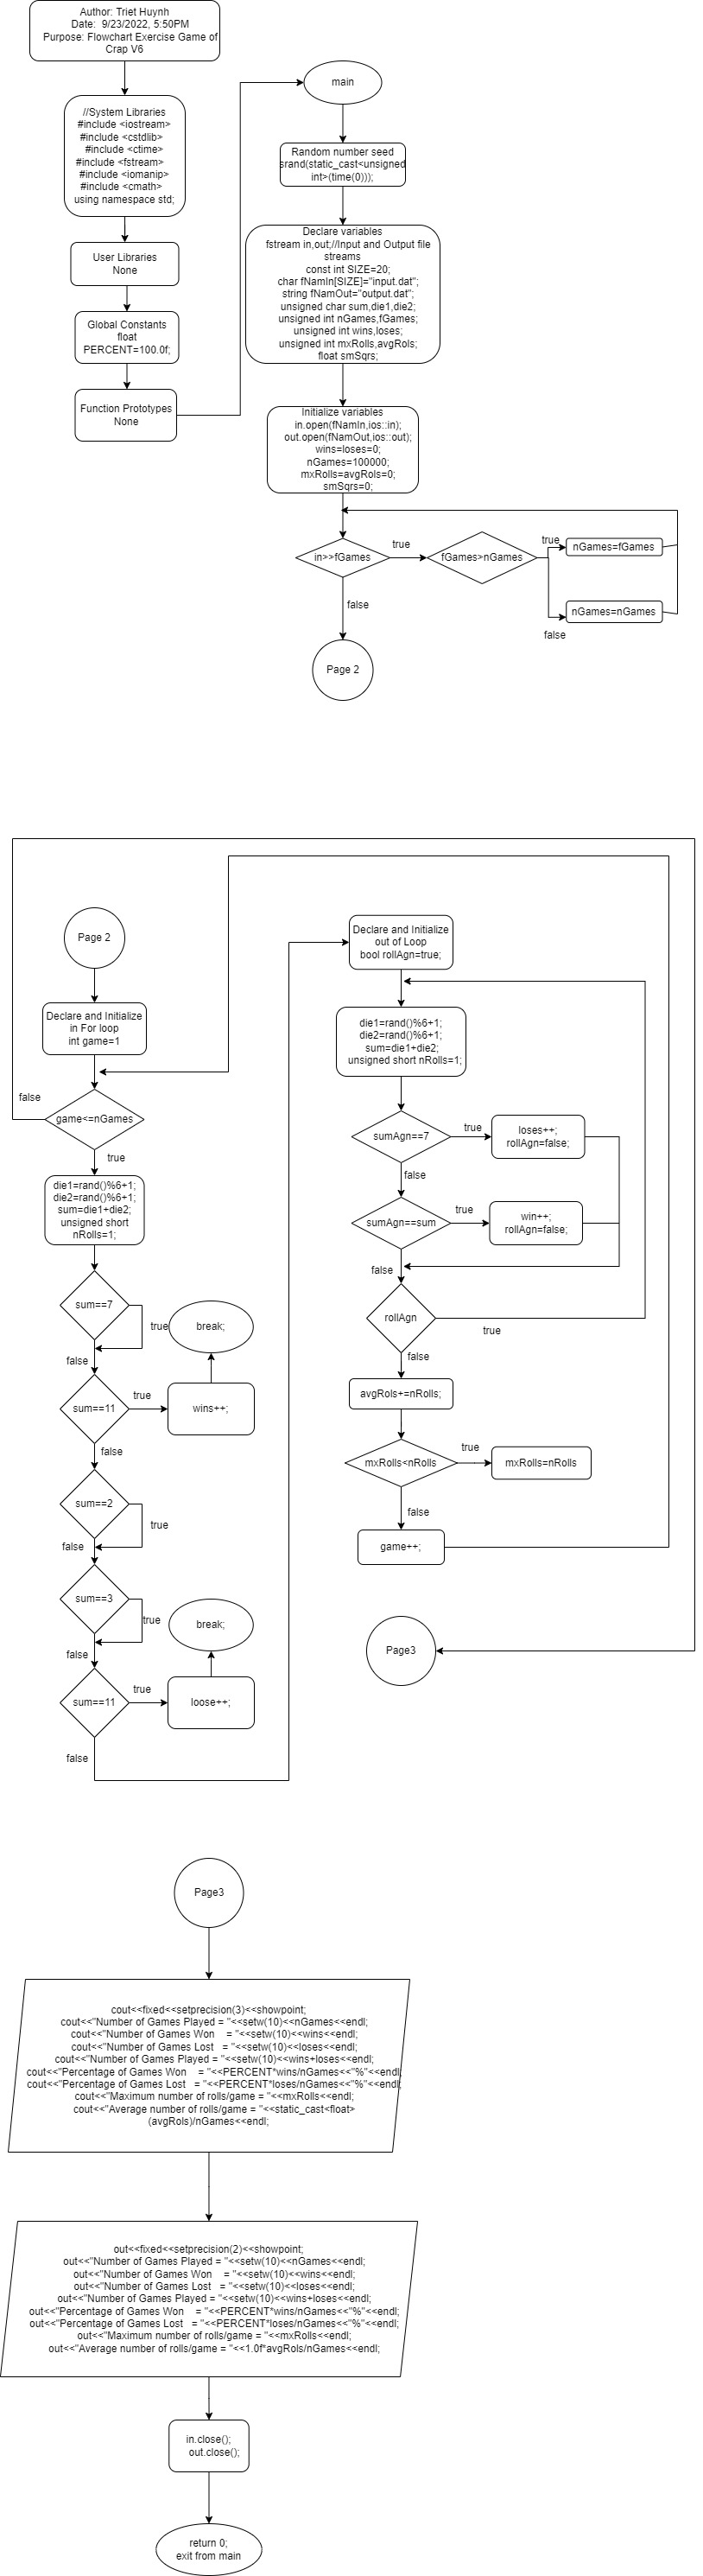 Author: Triet Huynh
Date:  9/23/2022, 5:50PM
Purpose: Flowchart Exercise Game of
Crap V6
//System Libraries
#include <iostream>
#include <cstdlib>
#include <ctime>
#include <fstream>
#include <iomanip>
#include <cmath>
using namespace std;
User Libraries
None
Global Constants
float
PERCENT=100.0f;
Function Prototypes
None
main
Random number seed
srand(static_cast<unsigned
int>(time(0)));
Declare variables
fstream in,out;//Input and Output file
streams
const int SIZE=20;
char fNamIn[SIZE]="input.dat";
string fNamOut="output.dat";
unsigned char sum,die1,die2;
unsigned int nGames,fGames;
unsigned int wins,loses;
unsigned int mxRolls,avgRols;
float smSqrs;
Initialize variables
in.open(fNamIn,ios::in);
out.open(fNamOut,ios::out);
wins=loses=0;
nGames=100000;
mxRolls=avgRols=0;
smSqrs=0;
in>>fGames
true
fGames>nGames
true
nGames=fGames
false
nGames=nGames
false
Page 2
Page 2
Declare and Initialize
in For loop
int game=1
game<=nGames
false
true
die1=rand()%6+1;
die2=rand()%6+1;
sum=die1+die2;
unsigned short
nRolls=1;
sum==7
true
false
sum==11
true
wins++;
break;
false
sum==2
true
false
sum==3
true
false
sum==11
true
loose++;
break;
false
Declare and Initialize
out of Loop
bool rollAgn=true;
die1=rand()%6+1;
die2=rand()%6+1;
sum=die1+die2;
unsigned short nRolls=1;
sumAgn==7
true
loses++;
rollAgn=false;
false
sumAgn==sum
true
win++;
rollAgn=false;
false
rollAgn
true
false
avgRols+=nRolls;
mxRolls<nRolls
true
mxRolls=nRolls
false
game++;
Page3
Page3
cout<<fixed<<setprecision(3)<<showpoint;
cout<<"Number of Games Played = "<<setw(10)<<nGames<<endl;
cout<<"Number of Games Won    = "<<setw(10)<<wins<<endl;
cout<<"Number of Games Lost   = "<<setw(10)<<loses<<endl;
cout<<"Number of Games Played = "<<setw(10)<<wins+loses<<endl;
cout<<"Percentage of Games Won    = "<<PERCENT*wins/nGames<<"%"<<endl;
cout<<"Percentage of Games Lost   = "<<PERCENT*loses/nGames<<"%"<<endl;
cout<<"Maximum number of rolls/game = "<<mxRolls<<endl;
cout<<"Average number of rolls/game = "<<static_cast<float>
(avgRols)/nGames<<endl;
out<<fixed<<setprecision(2)<<showpoint;
out<<"Number of Games Played = "<<setw(10)<<nGames<<endl;
out<<"Number of Games Won    = "<<setw(10)<<wins<<endl;
out<<"Number of Games Lost   = "<<setw(10)<<loses<<endl;
out<<"Number of Games Played = "<<setw(10)<<wins+loses<<endl;
out<<"Percentage of Games Won    = "<<PERCENT*wins/nGames<<"%"<<endl;
out<<"Percentage of Games Lost   = "<<PERCENT*loses/nGames<<"%"<<endl;
out<<"Maximum number of rolls/game = "<<mxRolls<<endl;
out<<"Average number of rolls/game = "<<1.0f*avgRols/nGames<<endl;
in.close();
out.close();
return 0;
exit from main